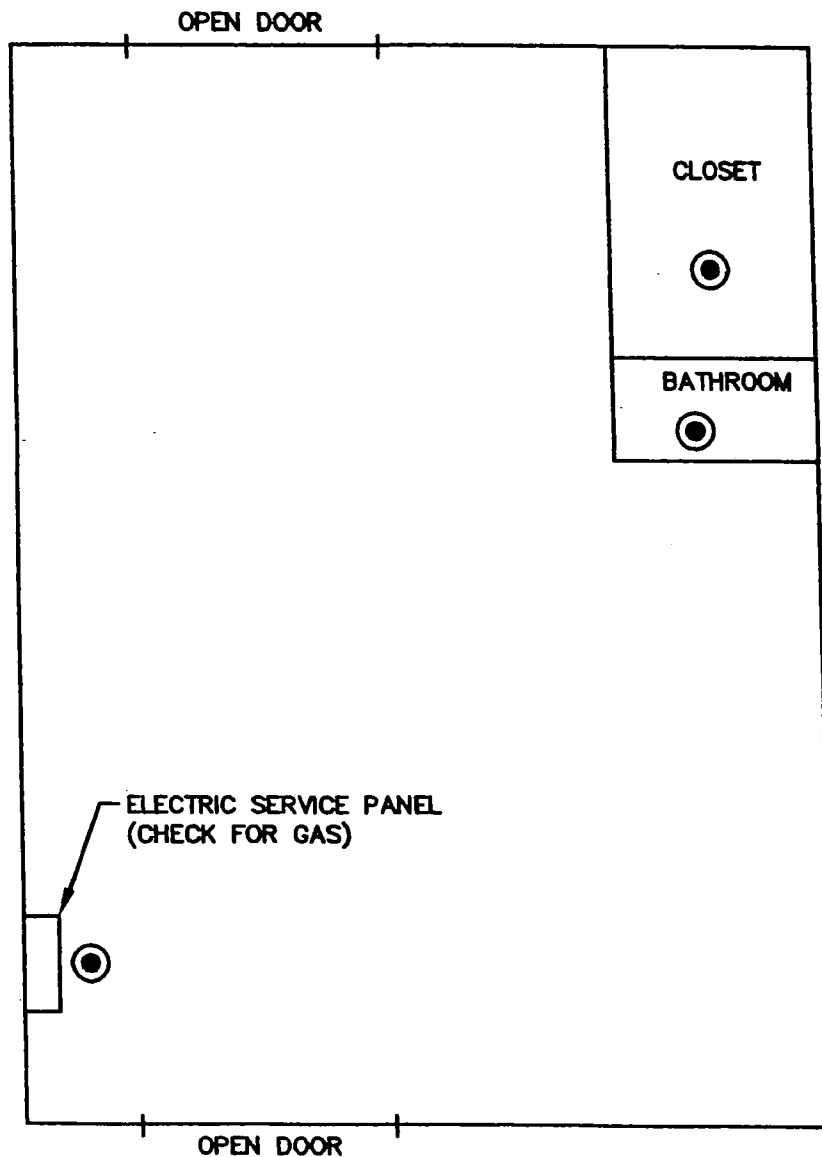 OPEN DOOR
CLOSET
BATHROOM
ELECTRIC SERVICE PANEL
(CHECK FOR GAS)
OPEN DOOR